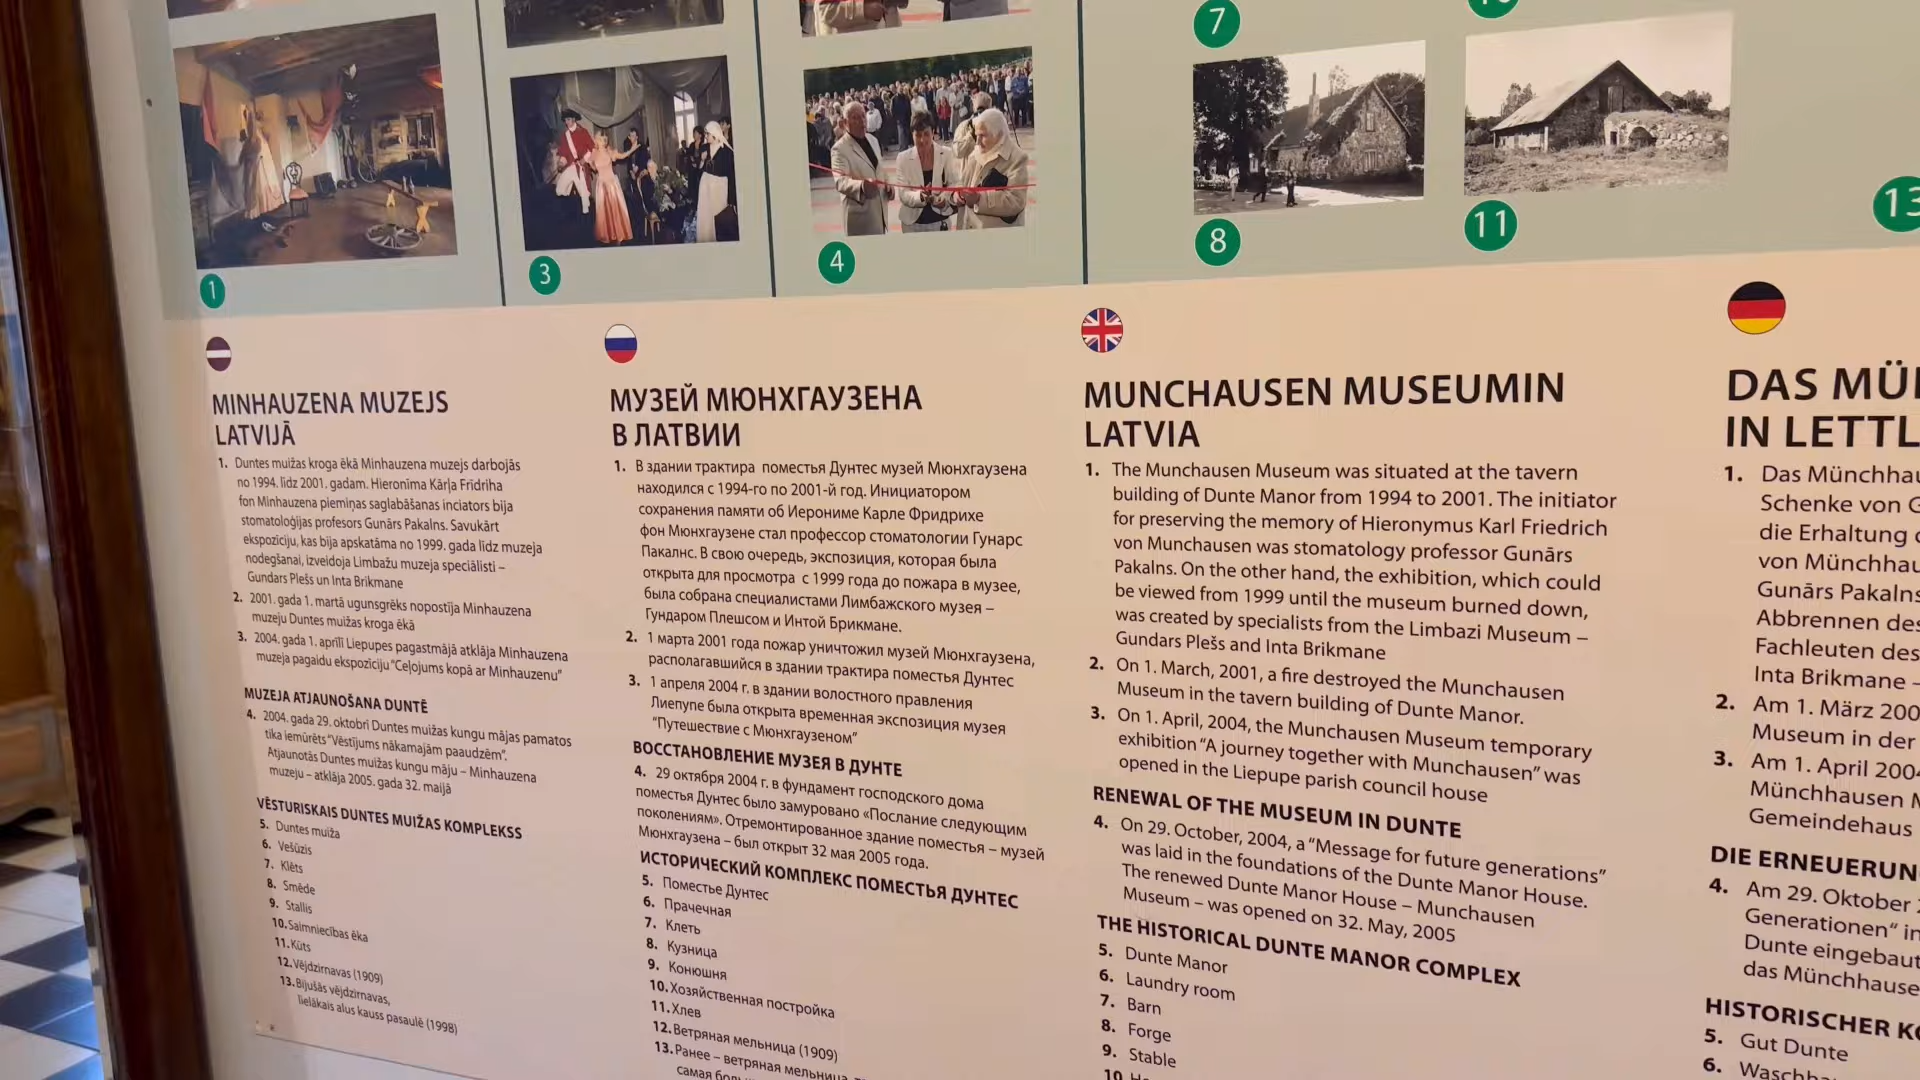 7
1
3
4
8
11
13
MINHAUZENA MUZEJS
LATVIJĀ
1. Duntes muižas kroga ēkā Minhauzena muzejs darbojās
no 1994. līdz 2001. gadam. Hieronīma Kārļa Frīdriha
fon Minhauzena piemiņas saglabāšanas inciators bija
stomatoloģijas profesors Gunārs Pakalns. Savukārt
ekspozīciju, kas bija apskatāma no 1999. gada līdz muzeja
nodegšanai, izveidoja Limbažu muzeja speciālisti –
Gundars Plešs un Inta Brikmane
2. 2001. gada 1. martā ugunsgrēks nopostīja Minhauzena
muzeju Duntes muižas kroga ēkā
3. 2004. gada 1. aprīlī Liepupes pagastmājā atklāja Minhauzena
muzeja pagaidu ekspozīciju "Ceļojums kopā ar Minhauzenu"
MUZEJA ATJAUNOŠANA DUNTĒ
4. 2004. gada 29. oktobrī Duntes muižas kungu mājas pamatos
tika iemūrēts "Vēstījums nākamajām paaudzēm".
Atjaunotās Duntes muižas kungu māju – Minhauzena
muzeju – atklāja 2005. gada 32. maijā
VĒSTURISKAIS DUNTES MUIŽAS KOMPLEKSS
5. Duntes muiža
6. Vešūzis
7. Klēts
8. Smēde
9. Stallis
10. Saimniecības ēka
11. Kūts
12. Vējdzirnavas (1909)
13. Bijušās vējdzirnavas,
lielākais alus kauss pasaulē (1998)
МУЗЕЙ МЮНХГАУЗЕНА
В ЛАТВИИ
1. В здании трактира поместья Дунтес музей Мюнхгаузена
находился с 1994-го по 2001-й год. Инициатором
сохранения памяти об Иерониме Карле Фридрихе
фон Мюнхгаузене стал профессор стоматологии Гунарс
Пакалнс. В свою очередь, экспозиция, которая была
открыта для просмотра с 1999 года до пожара в музее,
была собрана специалистами Лимбажского музея –
Гундаром Плешсом и Интой Брикмане.
2. 1 марта 2001 года пожар уничтожил музей Мюнхгаузена,
располагавшийся в здании трактира поместья Дунтес
3. 1 апреля 2004 г. в здании волостного правления
Лиепупе была открыта временная экспозиция музея
"Путешествие с Мюнхгаузеном"
ВОССТАНОВЛЕНИЕ МУЗЕЯ В ДУНТЕ
4. 29 октября 2004 г. в фундамент господского дома
поместья Дунтес было замуровано «Послание следующим
поколениям». Отремонтированное здание поместья – музей
Мюнхгаузена – был открыт 32 мая 2005 года.
ИСТОРИЧЕСКИЙ КОМПЛЕКС ПОМЕСТЬЯ ДУНТЕС
5. Поместье Дунтес
6. Прачечная
7. Клеть
8. Кузница
9. Конюшня
10. Хозяйственная постройка
11. Хлев
12. Ветряная мельница (1909)
13. Ранее – ветряная мельница,
самая
MUNCHAUSEN MUSEUMIN
LATVIA
1. The Munchausen Museum was situated at the tavern
building of Dunte Manor from 1994 to 2001. The initiator
for preserving the memory of Hieronymus Karl Friedrich
von Munchausen was stomatology professor Gunārs
Pakalns. On the other hand, the exhibition, which could
be viewed from 1999 until the museum burned down,
was created by specialists from the Limbazi Museum –
Gundars Plešs and Inta Brikmane
2. On 1. March, 2001, a fire destroyed the Munchausen
Museum in the tavern building of Dunte Manor.
3. On 1. April, 2004, the Munchausen Museum temporary
exhibition "A journey together with Munchausen" was
opened in the Liepupe parish council house
RENEWAL OF THE MUSEUM IN DUNTE
4. On 29. October, 2004, a "Message for future generations"
was laid in the foundations of the Dunte Manor House.
The renewed Dunte Manor House – Munchausen
Museum – was opened on 32. May, 2005
THE HISTORICAL DUNTE MANOR COMPLEX
5. Dunte Manor
6. Laundry room
7. Barn
8. Forge
9. Stable
10.
DAS MÜ
IN LETTL
1. Das Münchhau
Schenke von G
die Erhaltung
von Münchhau
Gunārs Pakalns
Abbrennen des
Fachleuten des
Inta Brikmane –
2. Am 1. März 200
Museum in der
3. Am 1. April 2004
Münchhausen M
Gemeindehaus
DIE ERNEUERUN
4. Am 29. Oktober
Generationen" in
Dunte eingebaut
das Münchhause
HISTORISCHER KO
5. Gut Dunte
6. Waschha